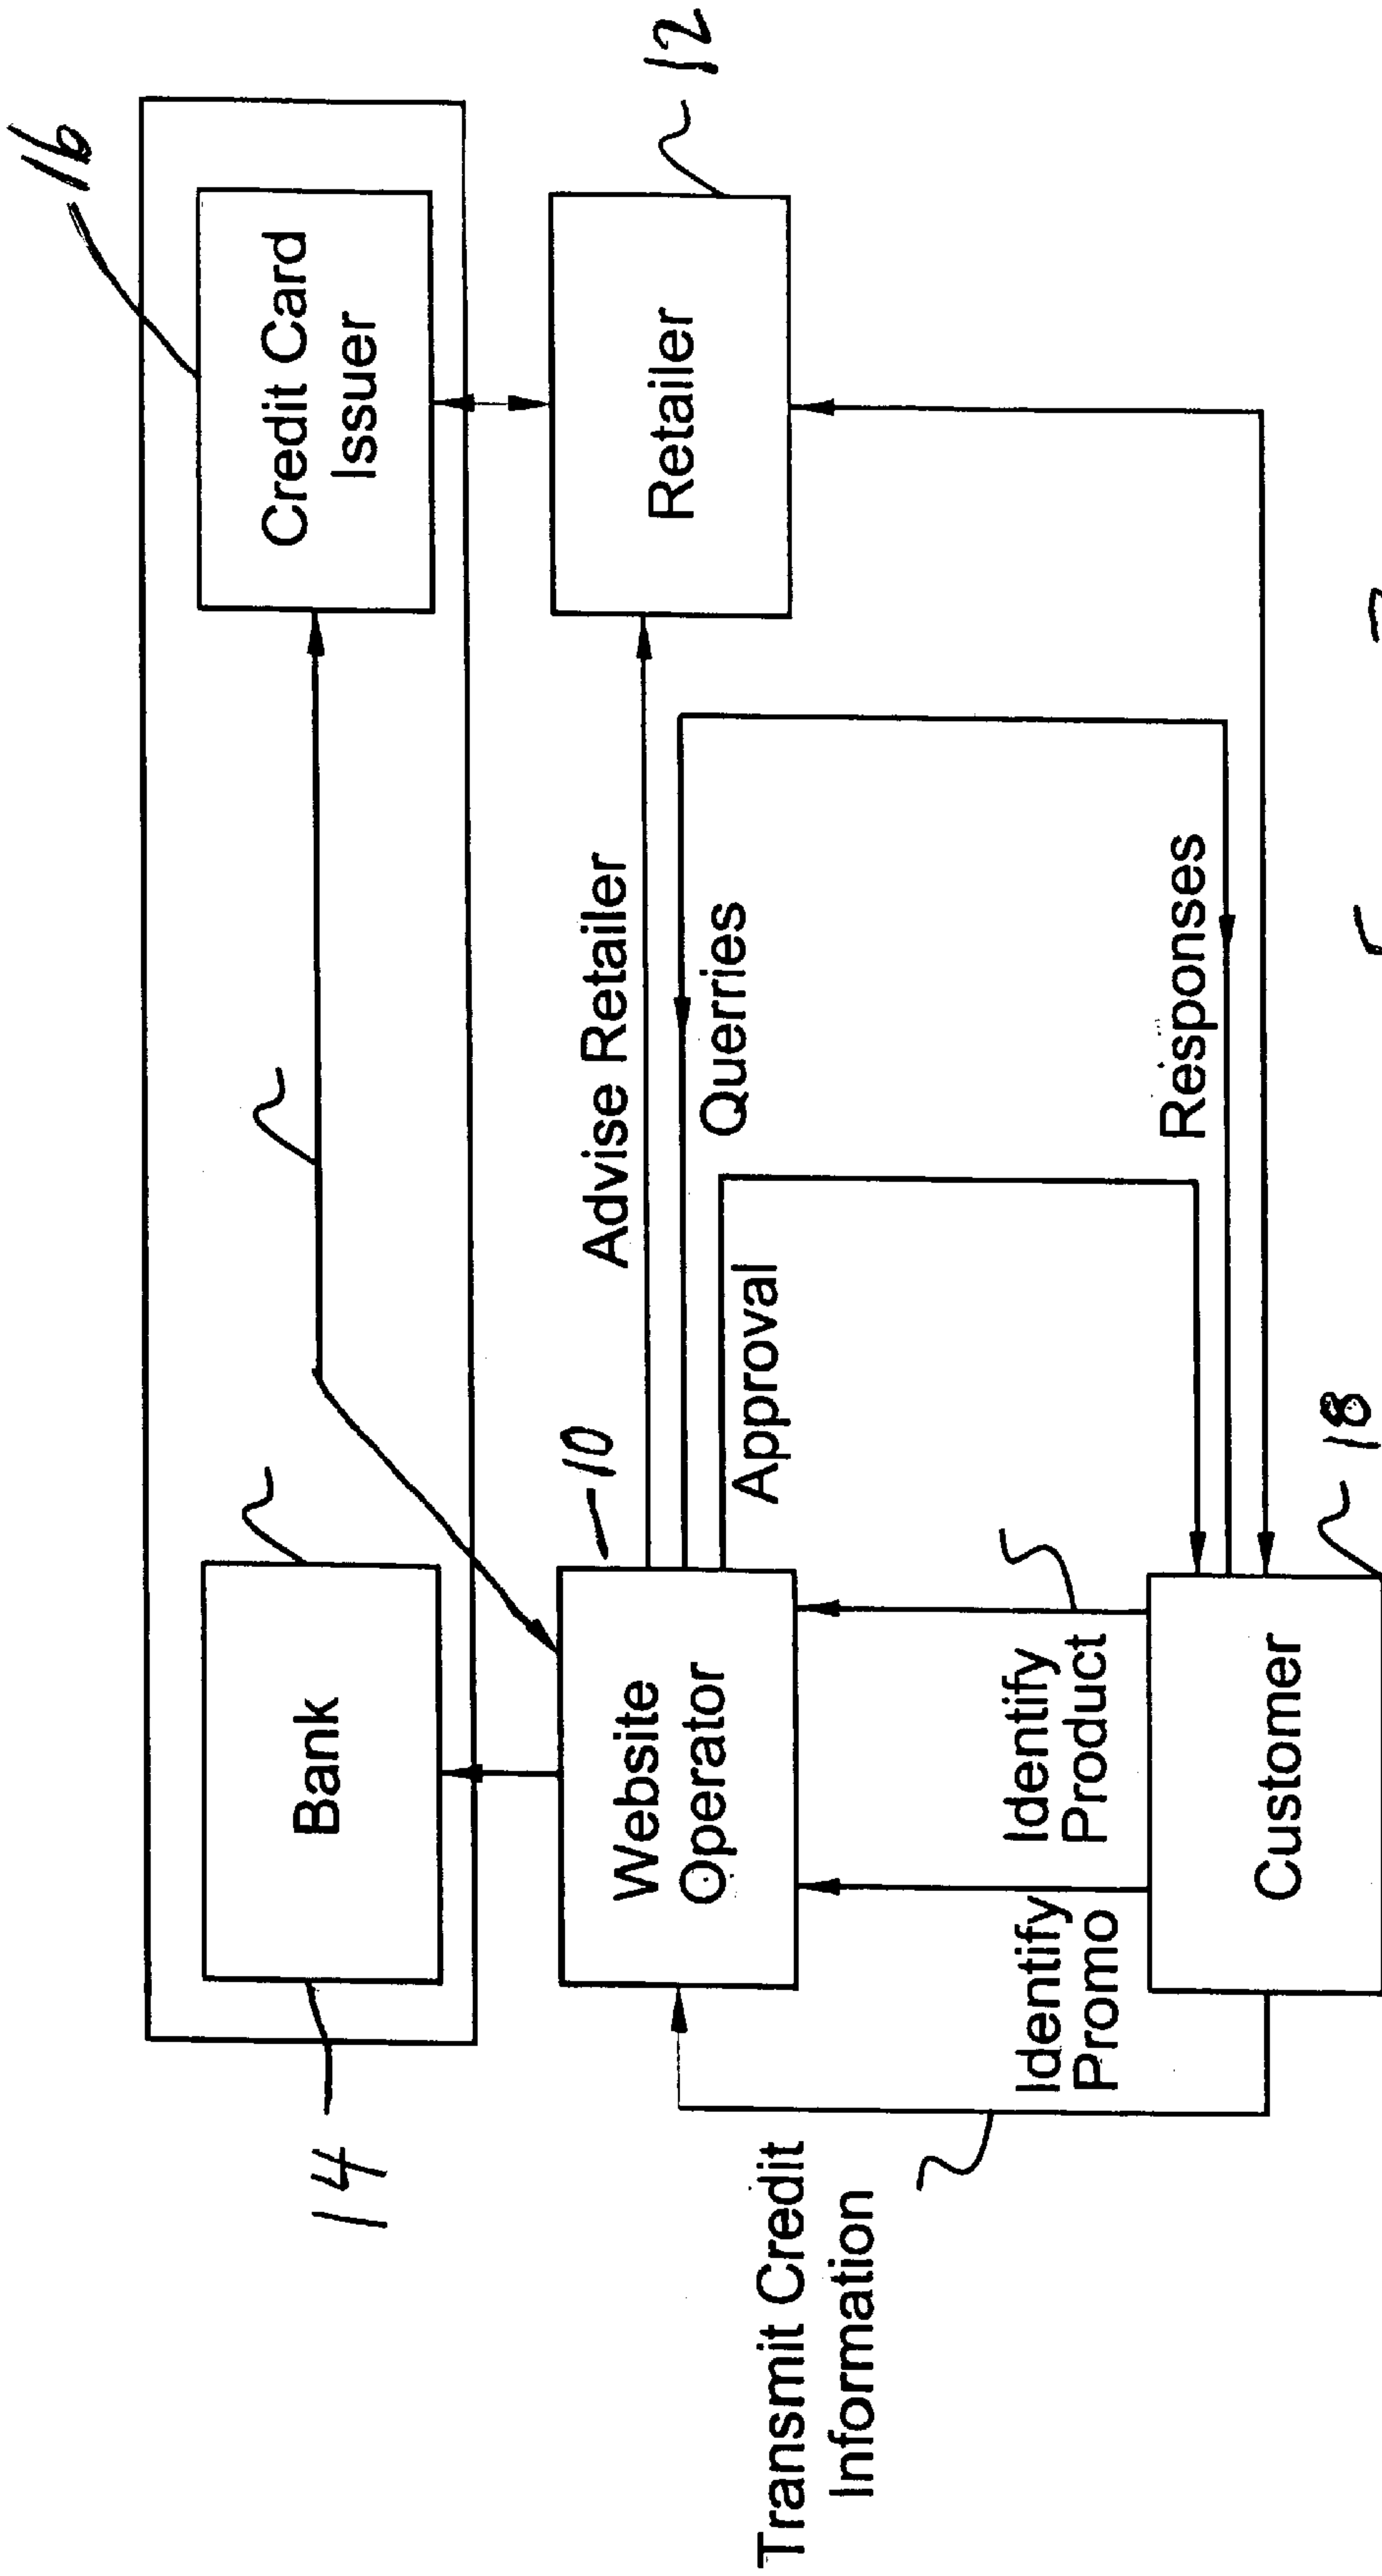 16
Credit Card
Issuer
Bank
14
10
Advise Retailer
12
Website
Operator
Retailer
Querries
Approval
Transmit Credit
Information
Identify
Promo
Identify
Product
Responses
Customer
18